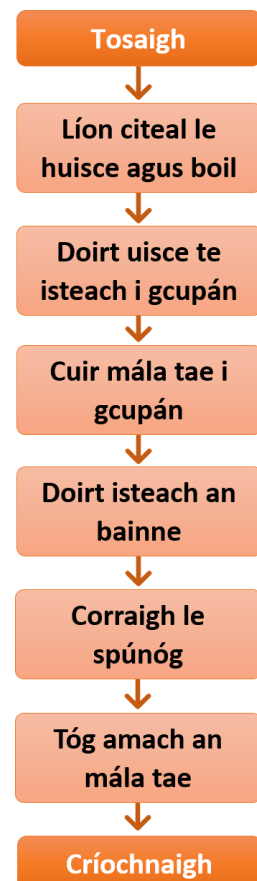 Tosaigh
Líon citeal le
huisce agus boil
Doirt uisce te
isteach i gcupán
Cuir mála tae i
gcupán
Doirt isteach an
bainne
Corraigh le
spúnóg
Tóg amach an
mála tae
Críochnaigh